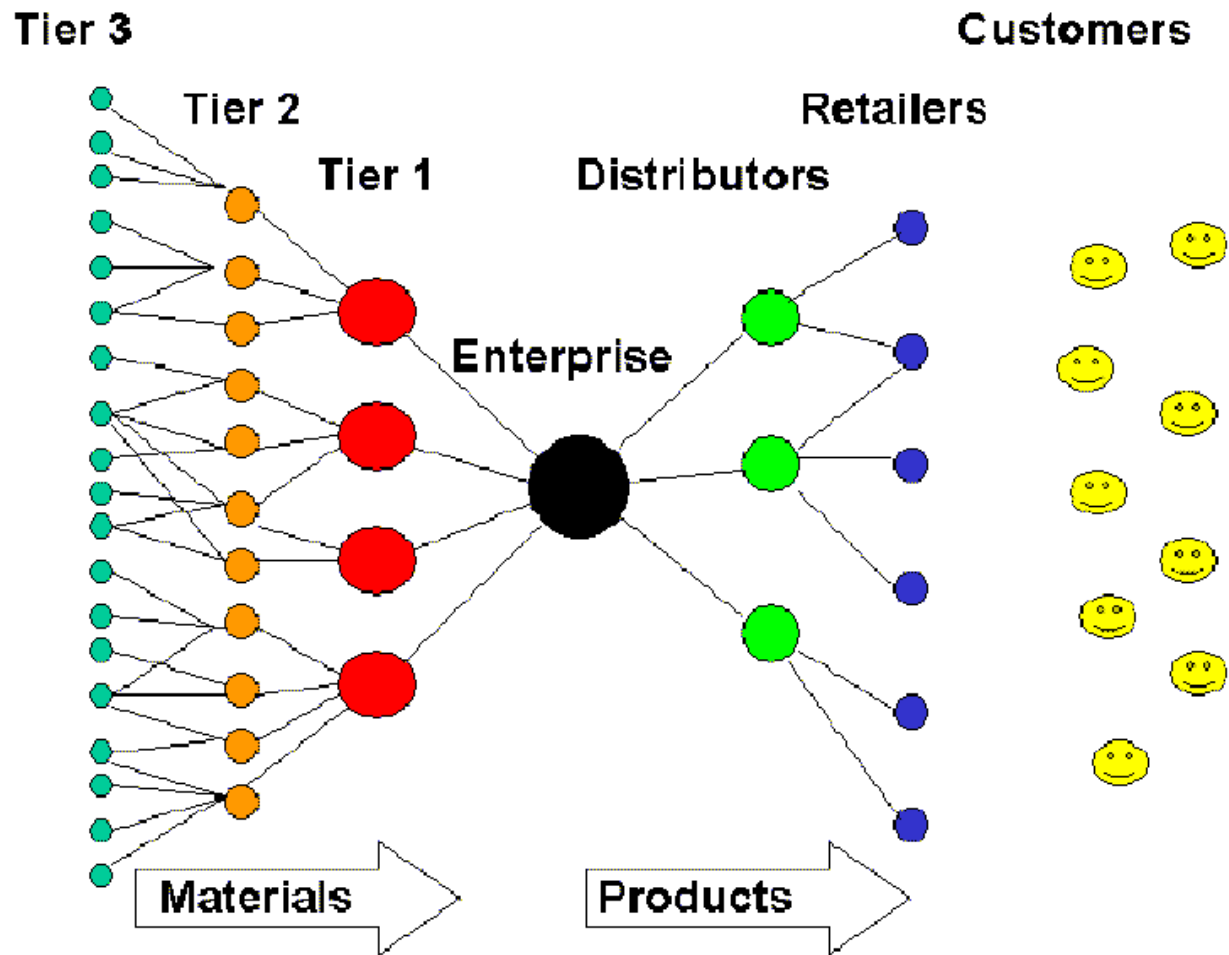 Tier 3
Customers
Tier 2
Retailers
Tier 1
Distributors
Enterprise
Materials
Products